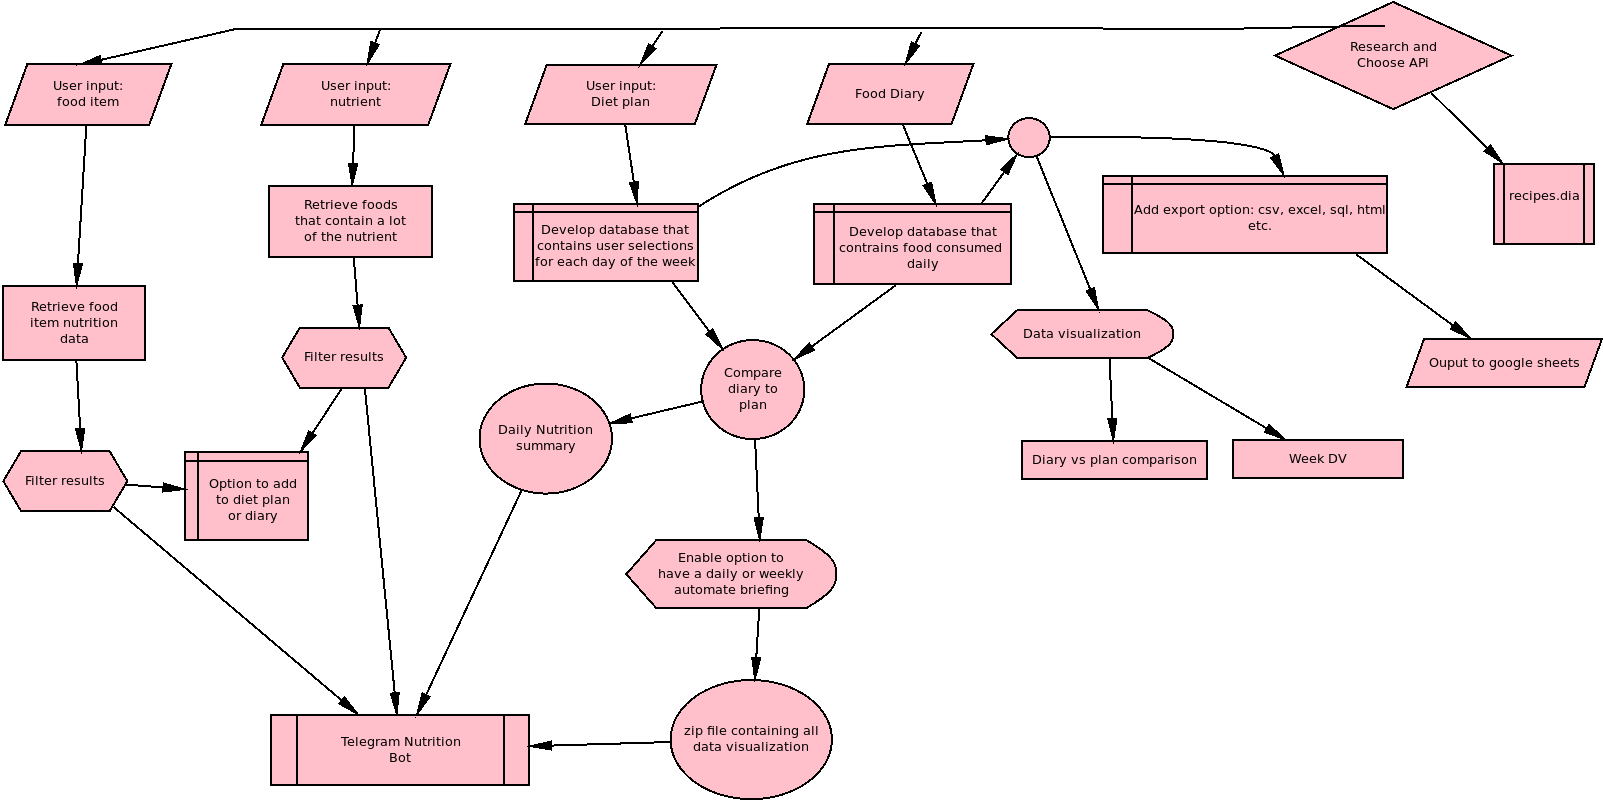 Research and
Choose APi
User input:
food item
User input:
nutrient
User input:
Diet plan
Food Diary
recipes.dia
Retrieve foods
that contain a lot
of the nutrient
Develop database that
contains user selections
for each day of the week
Develop database that
contrains food consumed
daily
Add export option: csv, excel, sql, html
etc.
Retrieve food
item nutrition
data
Filter results
Data visualization
Ouput to google sheets
Compare
diary to
plan
Daily Nutrition
summary
Diary vs plan comparison
Week DV
Filter results
Option to add
to diet plan
or diary
Enable option to
have a daily or weekly
automate briefing
Telegram Nutrition
Bot
zip file containing all
data visualization